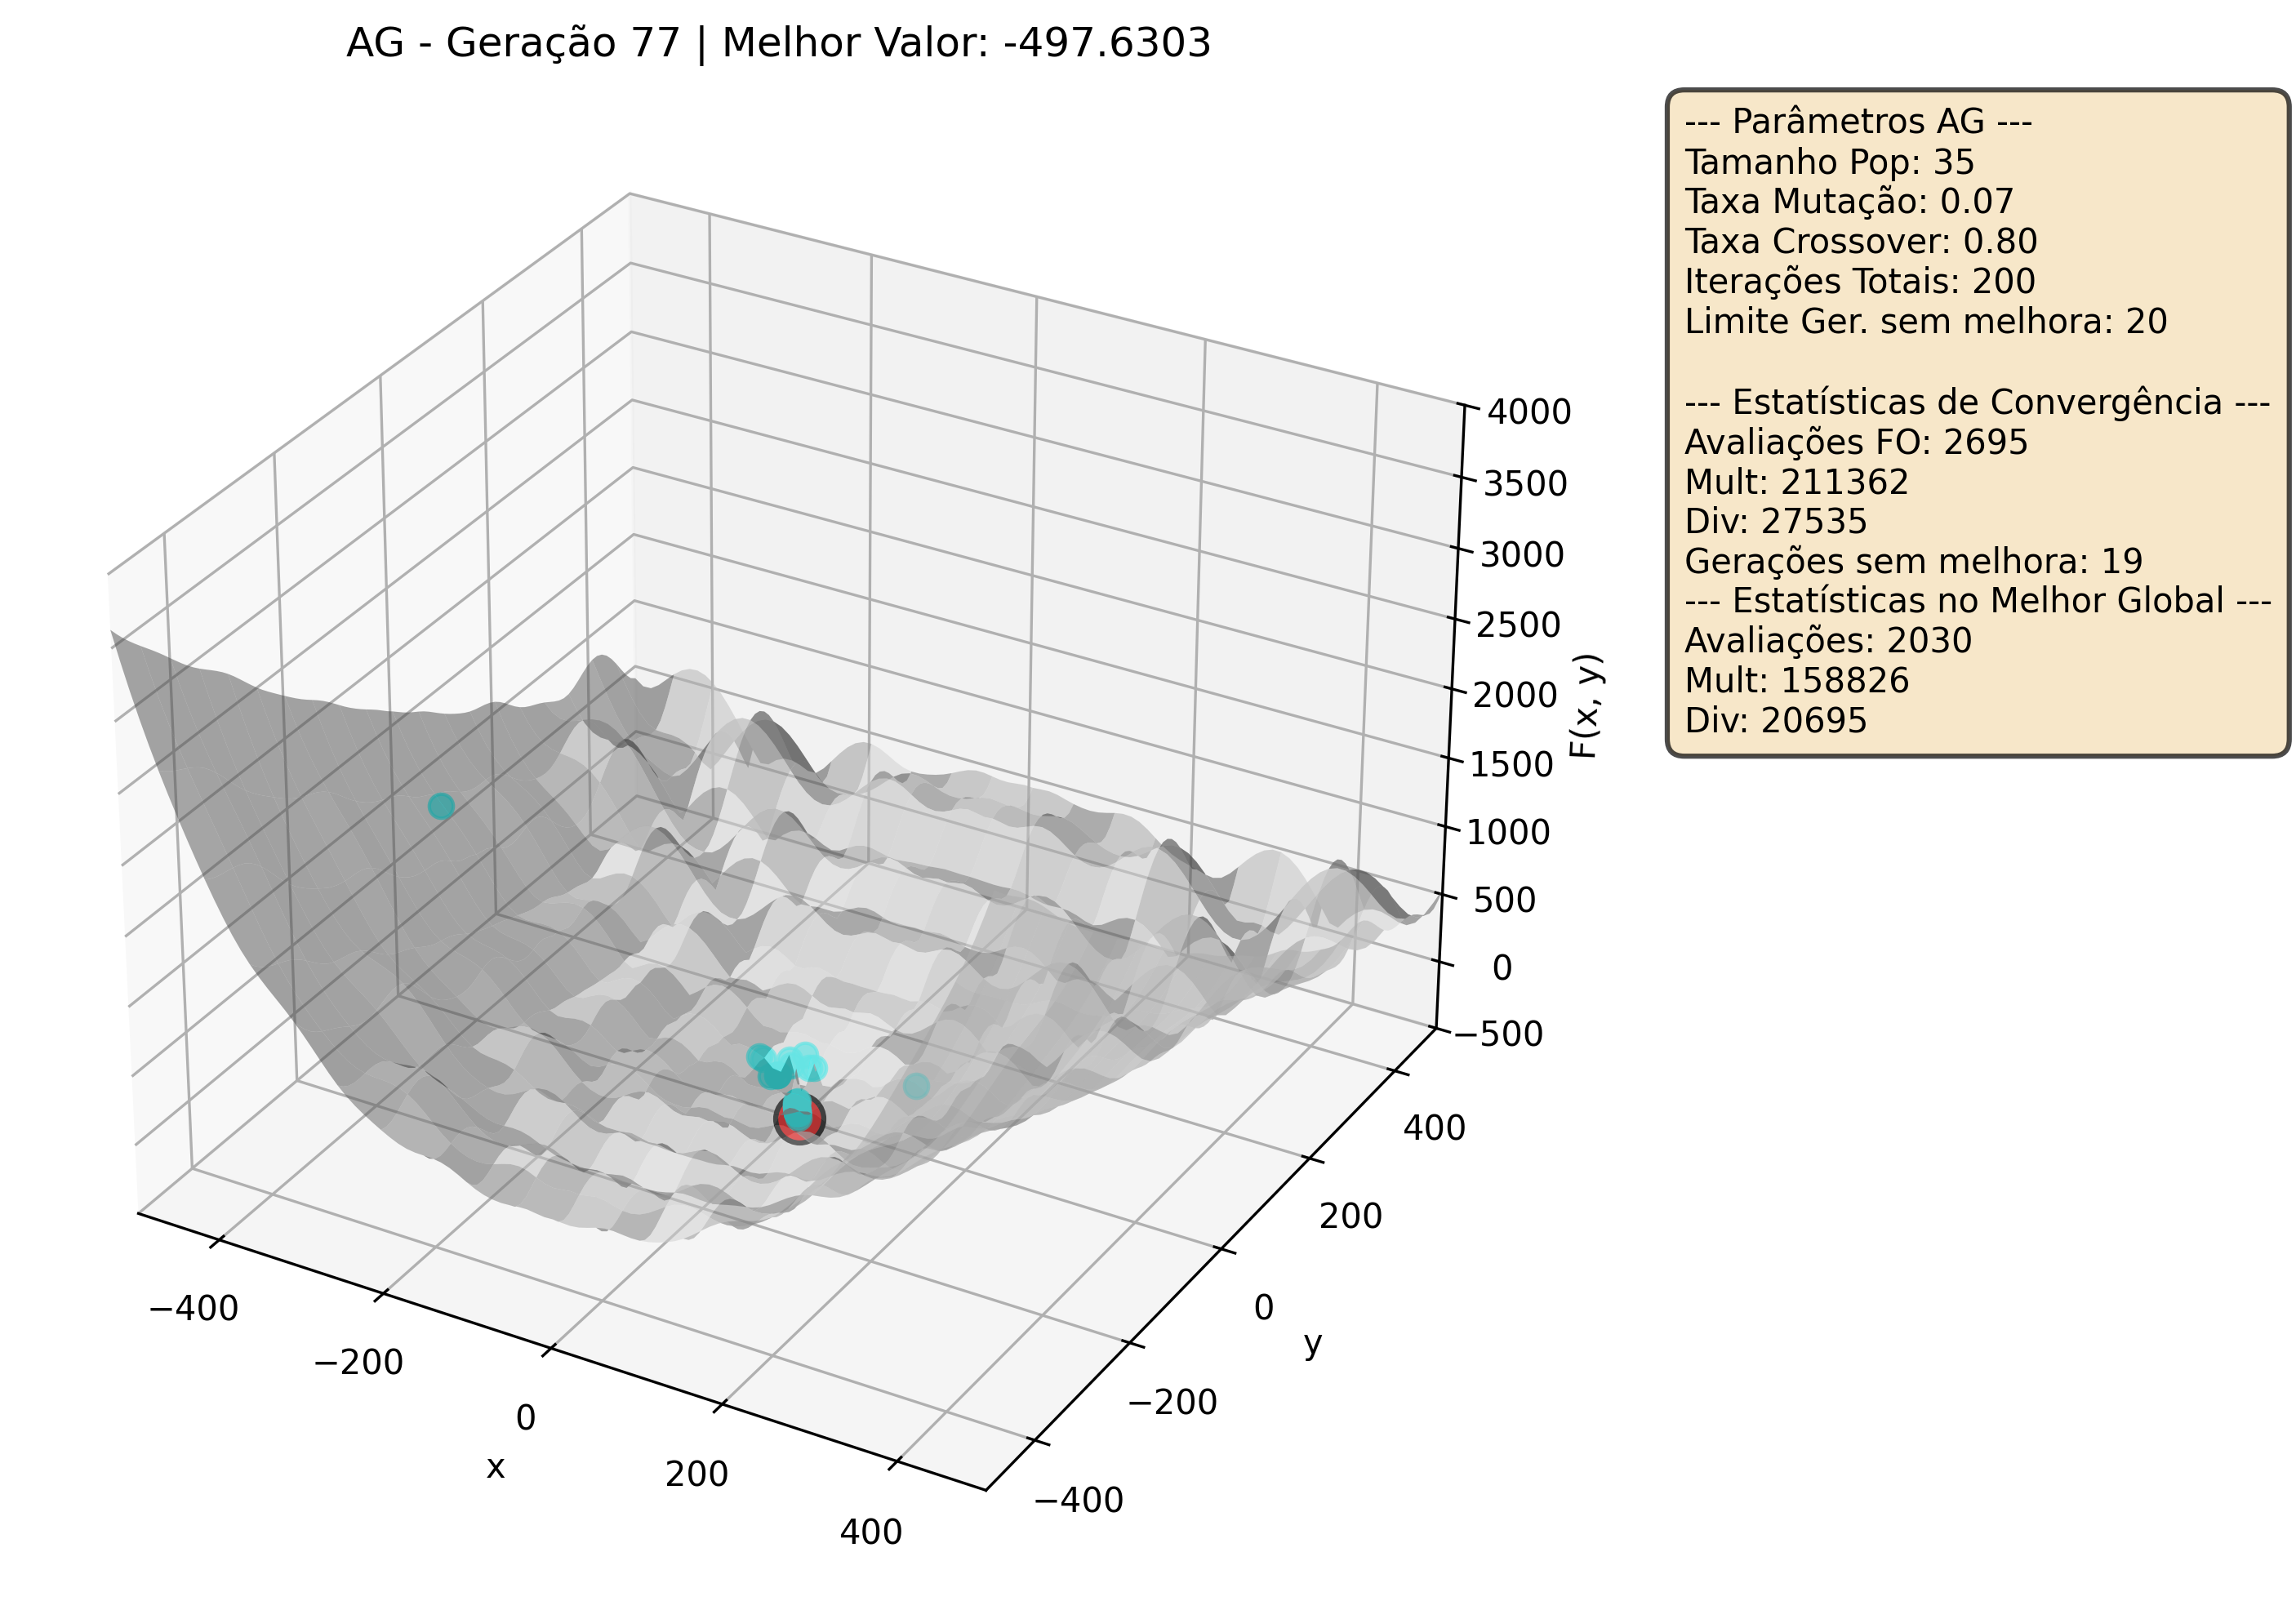 AG - Geração 77 | Melhor Valor: -497.6303
--- Parâmetros AG ---
Tamanho Pop: 35
Taxa Mutação: 0.07
Taxa Crossover: 0.80
Iterações Totais: 200
Limite Ger. sem melhora: 20
--- Estatísticas de Convergência ---
Avaliações FO: 2695
Mult: 211362
Div: 27535
Gerações sem melhora: 19
--- Estatísticas no Melhor Global ---
Avaliações: 2030
Mult: 158826
Div: 20695
4000
3500
3000
2500
2000
1500
1000
500
0
−500
F(x, y)
400
200
0
−200
−400
y
−400
−200
0
200
400
x